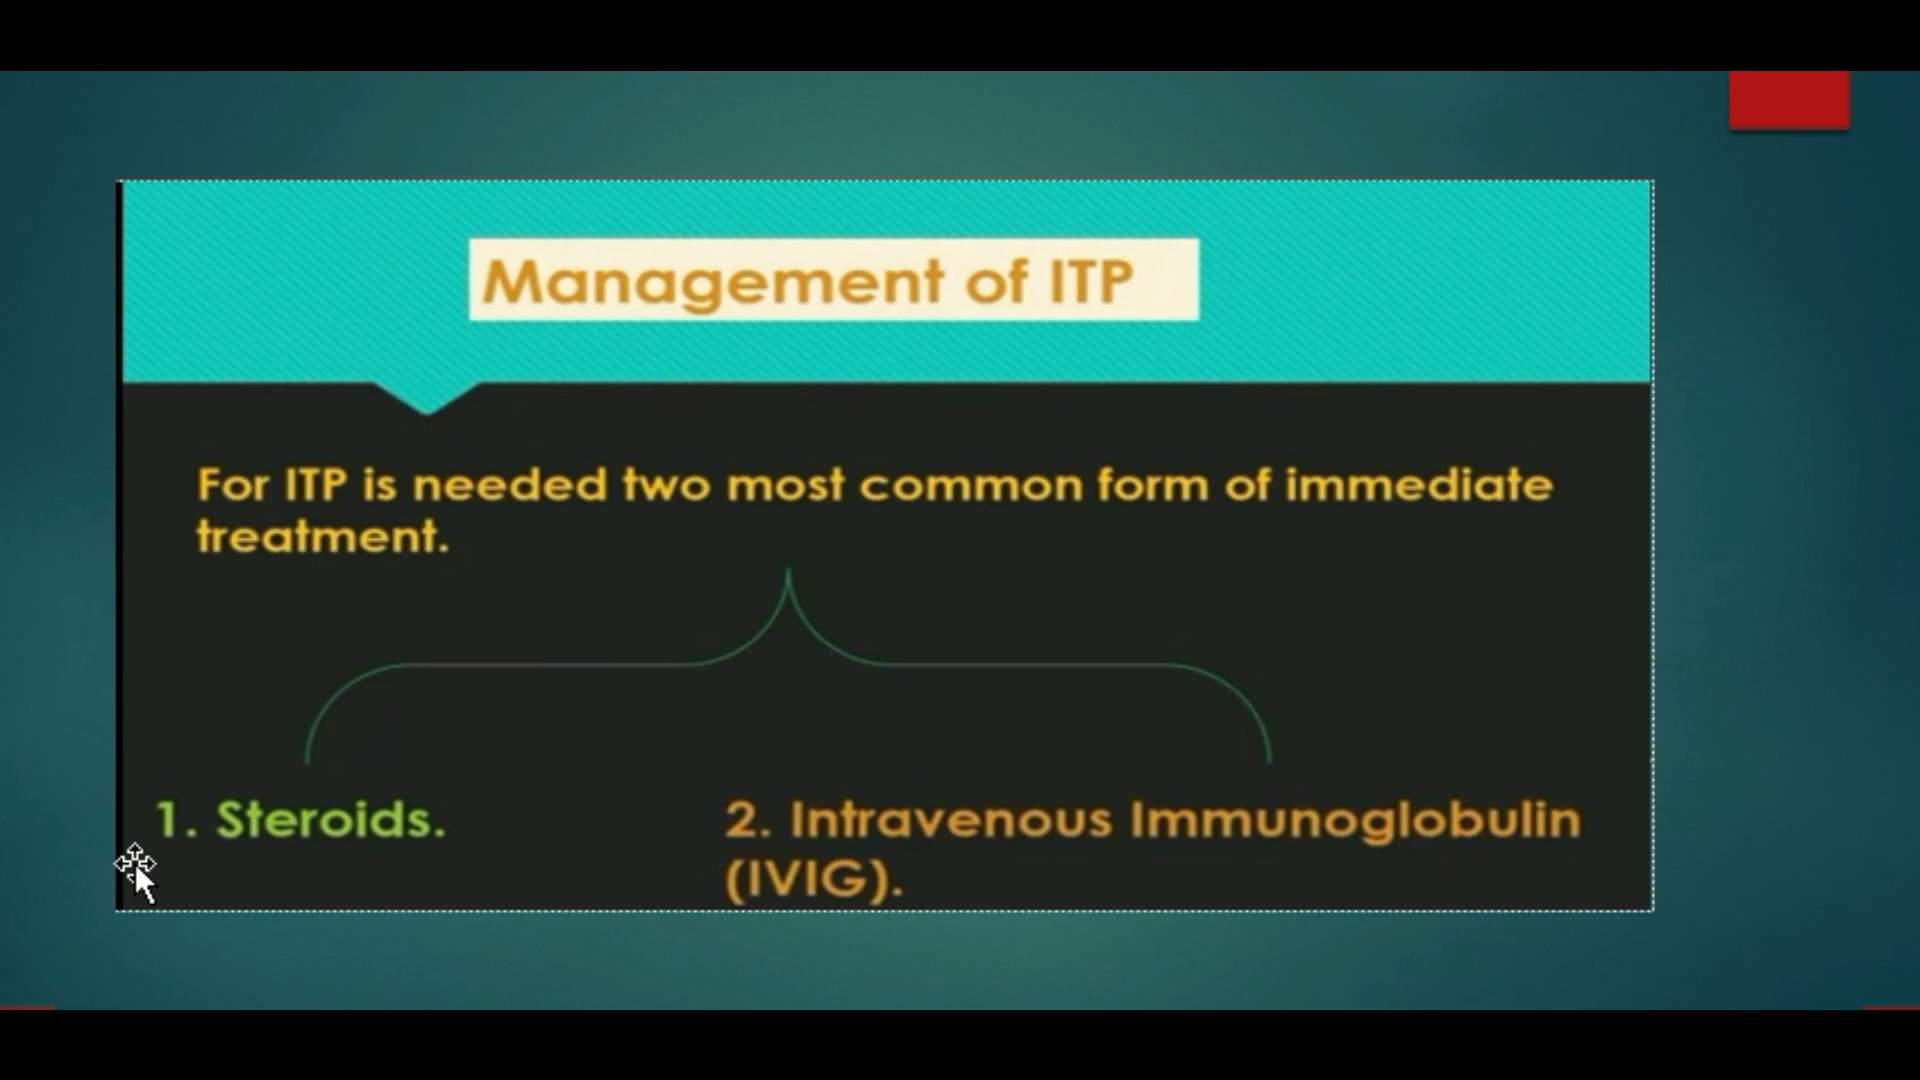 Management of ITP
For ITP is needed two most common form of immediate
treatment.
1. Steroids.
2. Intravenous Immunoglobulin
(IVIG).